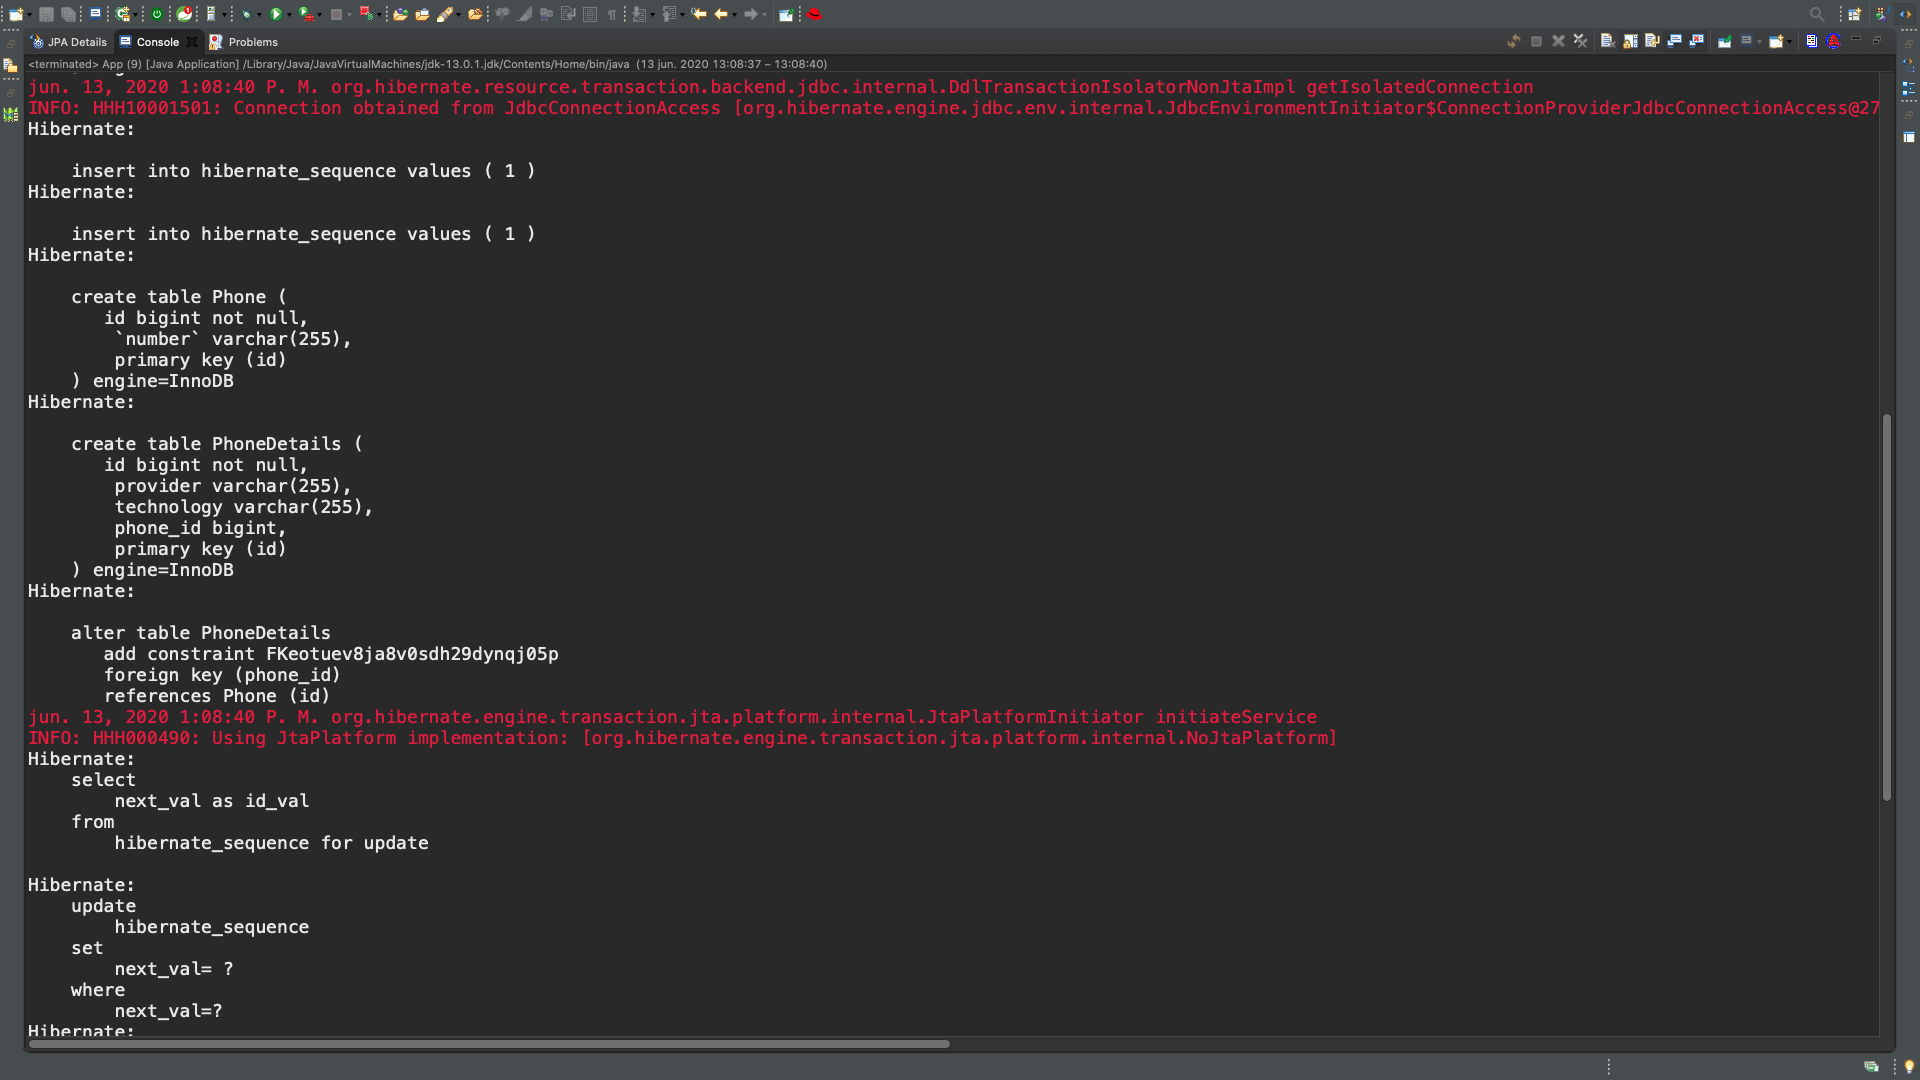 JPA Details
Console
Problems
<terminated> App (9) [Java Application] /Library/Java/JavaVirtualMachines/jdk-13.0.1.jdk/Contents/Home/bin/java (13 jun. 2020 13:08:37 – 13:08:40)
jun. 13, 2020 1:08:40 P. M. org.hibernate.resource.transaction.backend.jdbc.internal.DdlTransactionIsolatorNonJtaImpl getIsolatedConnection
INFO: HHH10001501: Connection obtained from JdbcConnectionAccess [org.hibernate.engine.jdbc.env.internal.JdbcEnvironmentInitiator$ConnectionProviderJdbcConnectionAccess@27
Hibernate:
insert into hibernate_sequence values ( 1 )
Hibernate:
insert into hibernate_sequence values ( 1 )
Hibernate:
create table Phone (
id bigint not null,
`number` varchar(255),
primary key (id)
) engine=InnoDB
Hibernate:
create table PhoneDetails (
id bigint not null,
provider varchar(255),
technology varchar(255),
phone_id bigint,
primary key (id)
) engine=InnoDB
Hibernate:
alter table PhoneDetails
add constraint FKeotuev8ja8v0sdh29dynqj05p
foreign key (phone_id)
references Phone (id)
jun. 13, 2020 1:08:40 P. M. org.hibernate.engine.transaction.jta.platform.internal.JtaPlatformInitiator initiateService
INFO: HHH000490: Using JtaPlatform implementation: [org.hibernate.engine.transaction.jta.platform.internal.NoJtaPlatform]
Hibernate:
select
next_val as id_val
from
hibernate_sequence for update
Hibernate:
update
hibernate_sequence
set
next_val= ?
where
next_val=?
Hibernate: